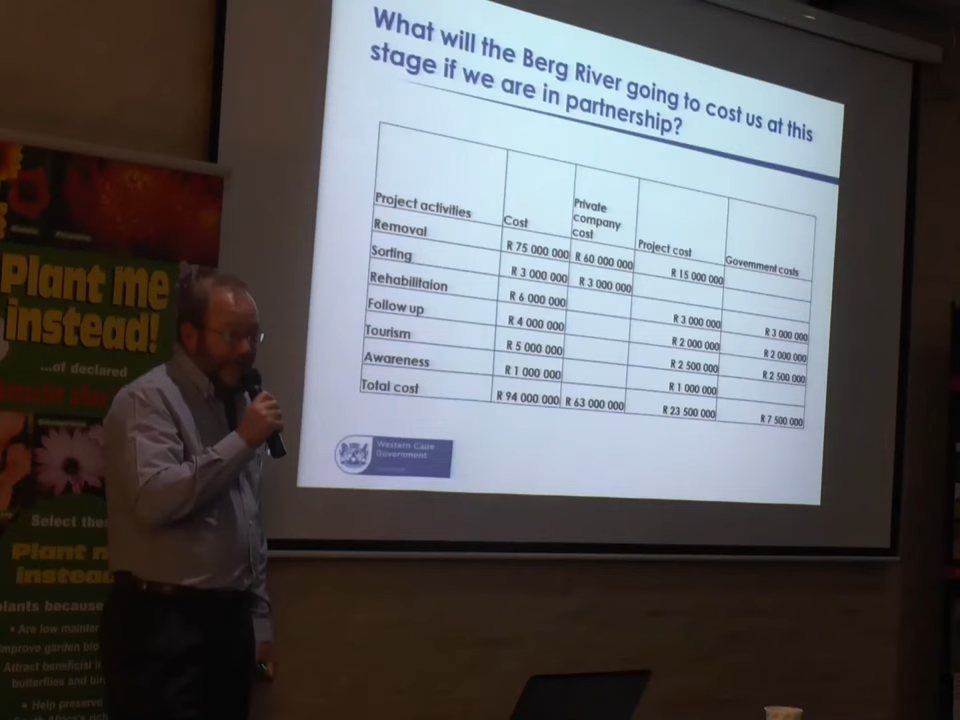 What will the Berg River going to cost us at this
stage if we are in partnership?
Project activities Cost Private company cost Project cost Government costs
Removal R 75 000 000 R 60 000 000 R 15 000 000
Sorting R 3 000 000 R 3 000 000
Rehabilitaion R 6 000 000 R 3 000 000 R 3 000 000
Follow up R 4 000 000 R 2 000 000 R 2 000 000
Tourism R 5 000 000 R 2 500 000 R 2 500 000
Awareness R 1 000 000 R 1 000 000
Total cost R 94 000 000 R 63 000 000 R 23 500 000 R 7 500 000
Western Cape
Government
Plant me
instead!
...of declared
Select
Plant
plants because
• Are low
garden
Attract beneficial
butterflies and
• Help preserve